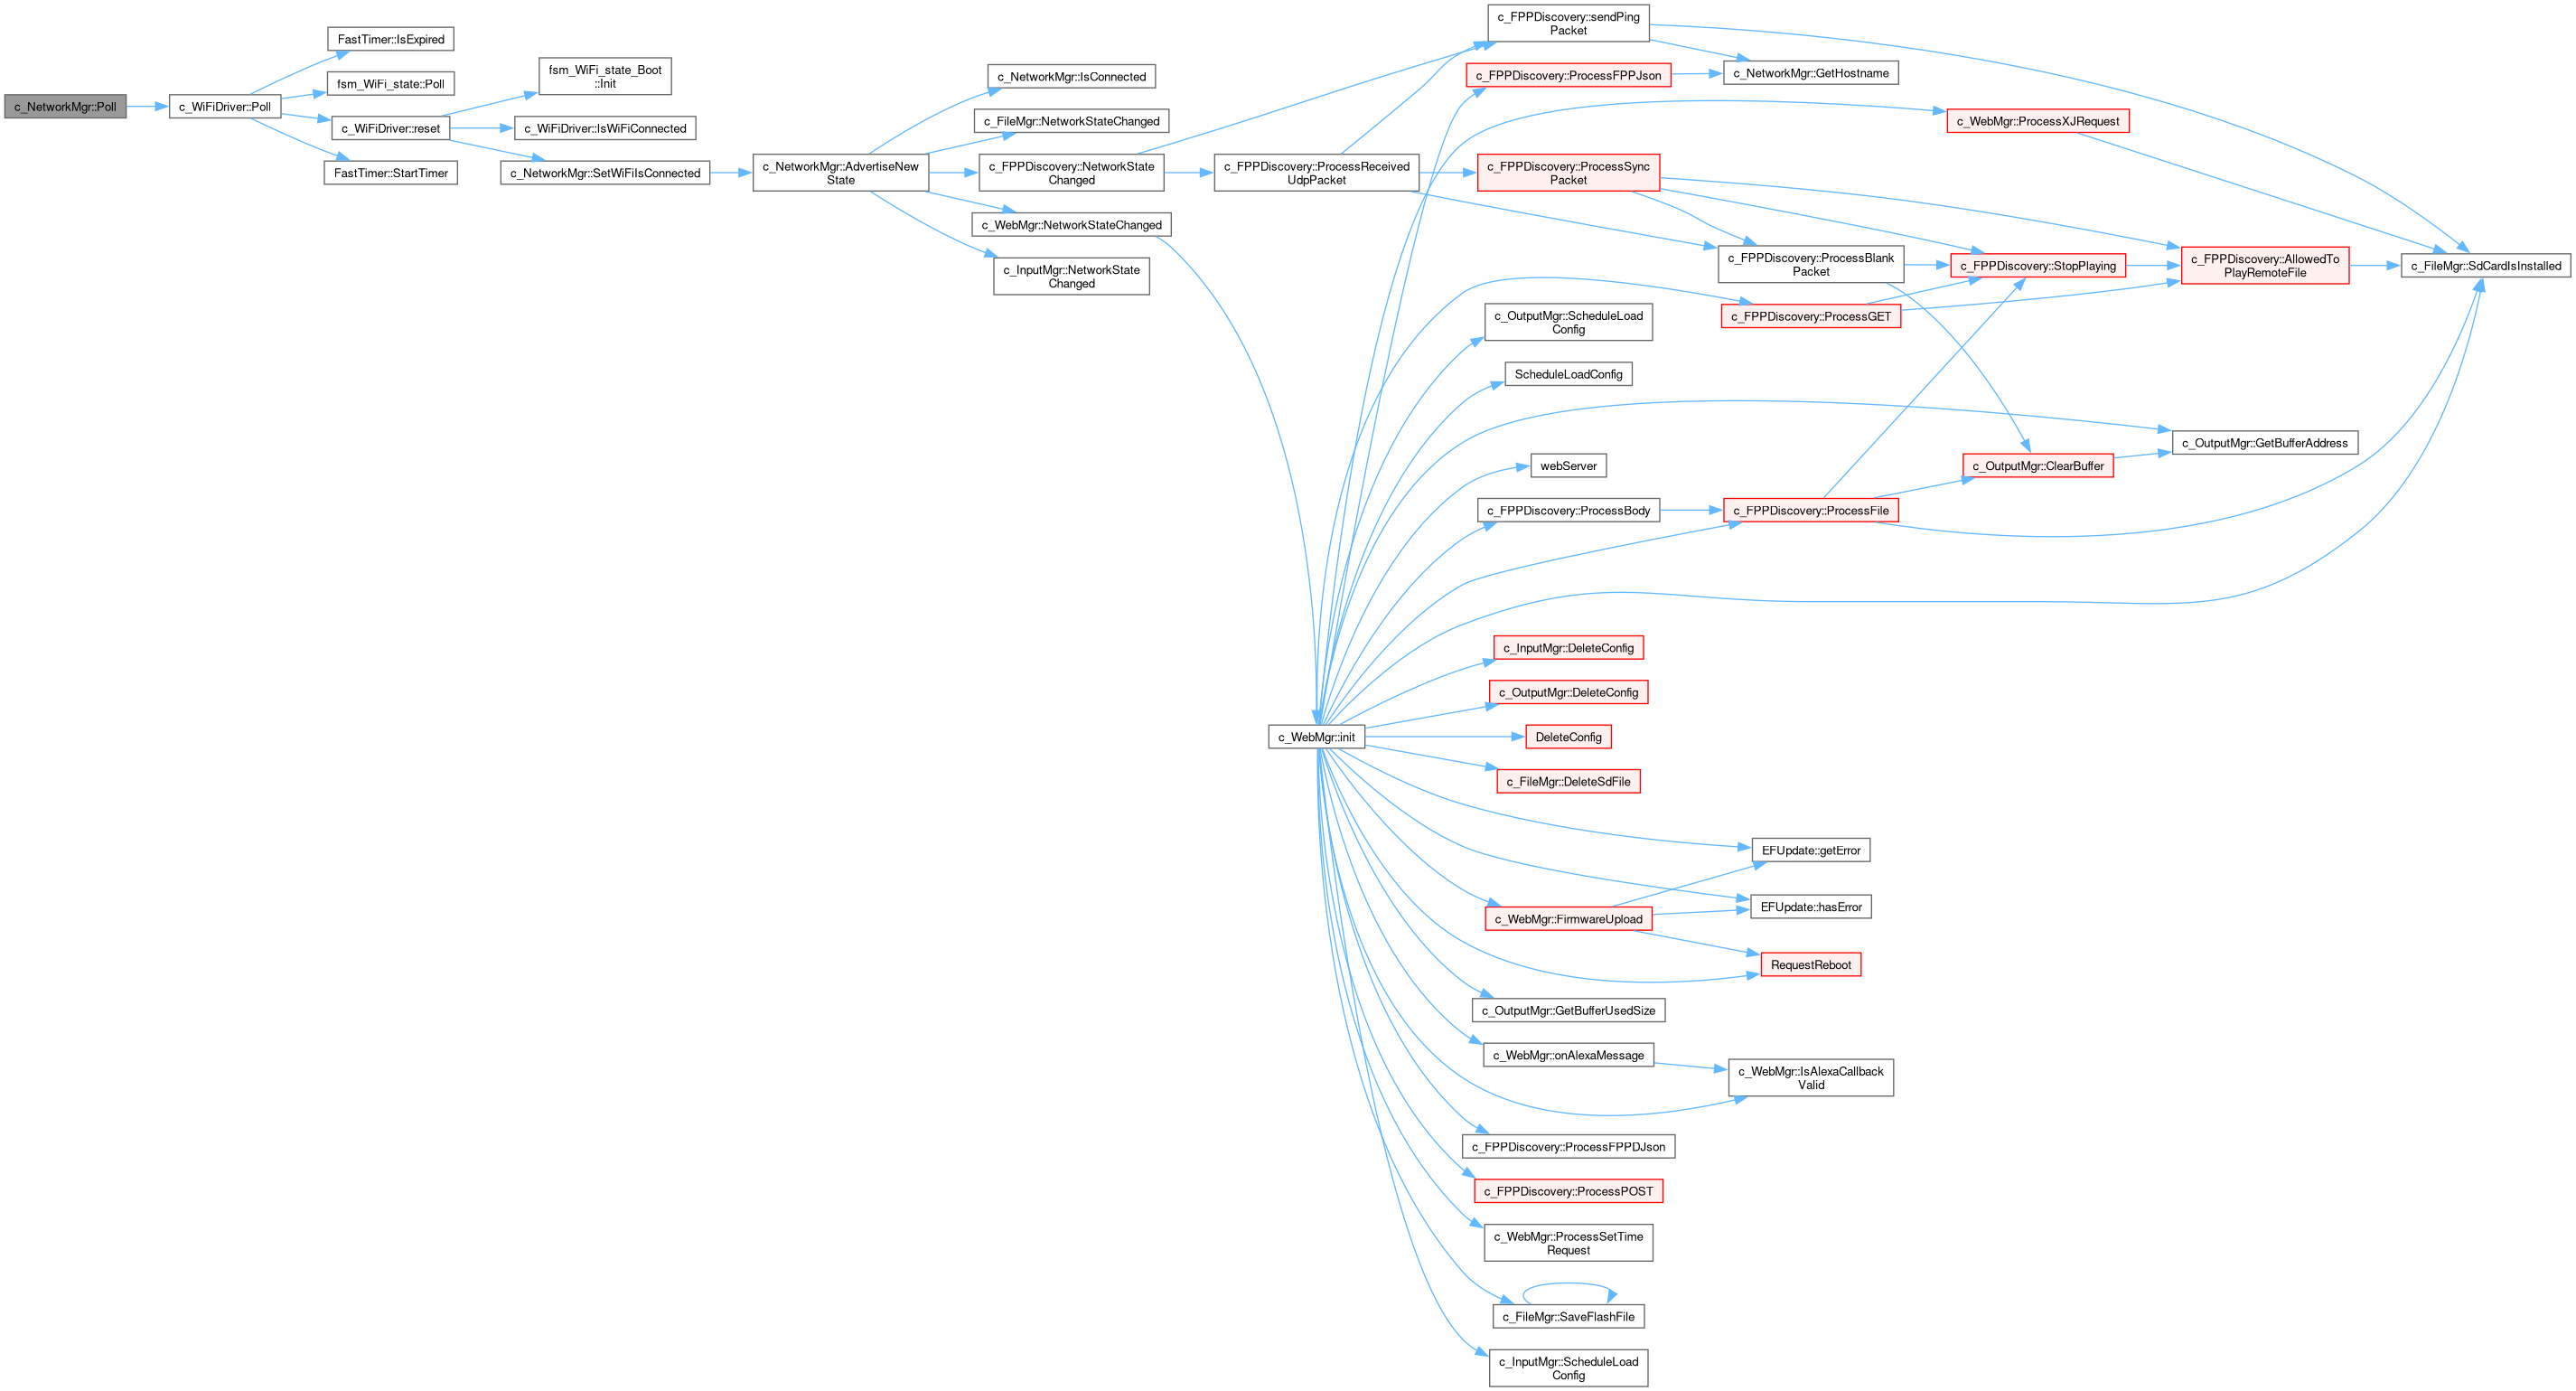 c_NetworkMgr::Poll
c_WiFiDriver::Poll
FastTimer::IsExpired
fsm_WiFi_state::Poll
c_WiFiDriver::reset
FastTimer::StartTimer
fsm_WiFi_state_Boot
::Init
c_WiFiDriver::IsWiFiConnected
c_NetworkMgr::SetWiFiIsConnected
c_NetworkMgr::AdvertiseNew
State
c_NetworkMgr::IsConnected
c_FileMgr::NetworkStateChanged
c_FPPDiscovery::NetworkState
Changed
c_WebMgr::NetworkStateChanged
c_InputMgr::NetworkState
Changed
c_FPPDiscovery::ProcessReceived
UdpPacket
c_WebMgr::init
c_FPPDiscovery::sendPing
Packet
c_FPPDiscovery::ProcessFPPJson
c_FPPDiscovery::ProcessSync
Packet
c_OutputMgr::ScheduleLoad
Config
ScheduleLoadConfig
webServer
c_FPPDiscovery::ProcessBody
c_InputMgr::DeleteConfig
c_OutputMgr::DeleteConfig
DeleteConfig
c_FileMgr::DeleteSdFile
c_WebMgr::FirmwareUpload
c_OutputMgr::GetBufferUsedSize
c_WebMgr::onAlexaMessage
c_FPPDiscovery::ProcessFPPDJson
c_FPPDiscovery::ProcessPOST
c_WebMgr::ProcessSetTime
Request
c_FileMgr::SaveFlashFile
c_InputMgr::ScheduleLoad
Config
c_NetworkMgr::GetHostname
c_FPPDiscovery::ProcessBlank
Packet
c_FPPDiscovery::ProcessGET
c_FPPDiscovery::ProcessFile
EFUpdate::getError
EFUpdate::hasError
RequestReboot
c_WebMgr::IsAlexaCallback
Valid
c_WebMgr::ProcessXJRequest
c_FPPDiscovery::StopPlaying
c_OutputMgr::ClearBuffer
c_FPPDiscovery::AllowedTo
PlayRemoteFile
c_OutputMgr::GetBufferAddress
c_FileMgr::SdCardIsInstalled